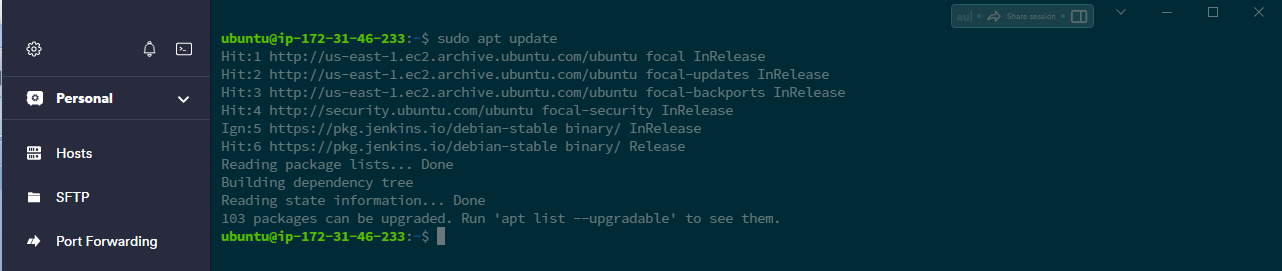 Share session
Personal
Hosts
SFTP
Port Forwarding
ubuntu@ip-172-31-46-233:~$ sudo apt update
Hit:1 http://us-east-1.ec2.archive.ubuntu.com/ubuntu focal InRelease
Hit:2 http://us-east-1.ec2.archive.ubuntu.com/ubuntu focal-updates InRelease
Hit:3 http://us-east-1.ec2.archive.ubuntu.com/ubuntu focal-backports InRelease
Hit:4 http://security.ubuntu.com/ubuntu focal-security InRelease
Ign:5 https://pkg.jenkins.io/debian-stable binary/ InRelease
Hit:6 https://pkg.jenkins.io/debian-stable binary/ Release
Reading package lists... Done
Building dependency tree
Reading state information... Done
103 packages can be upgraded. Run 'apt list --upgradable' to see them.
ubuntu@ip-172-31-46-233:~$